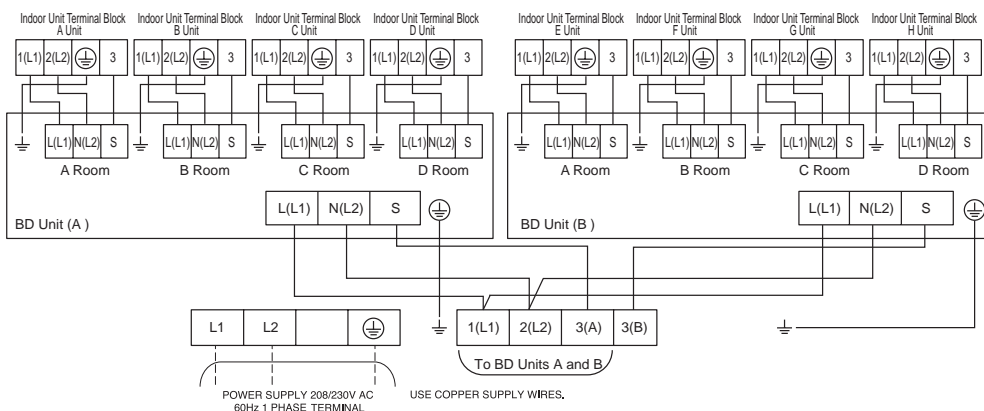 Indoor Unit Terminal Block Indoor Unit Terminal Block Indoor Unit Terminal Block Indoor Unit Terminal Block Indoor Unit Terminal Block Indoor Unit Terminal Block Indoor Unit Terminal Block Indoor Unit Terminal Block
A Unit B Unit C Unit D Unit E Unit F Unit G Unit H Unit
1(L1) 2(L2) 3 1(L1) 2(L2) 3 1(L1) 2(L2) 3 1(L1) 2(L2) 3 1(L1) 2(L2) 3 1(L1) 2(L2) 3 1(L1) 2(L2) 3 1(L1) 2(L2) 3
L(L1) N(L2) S L(L1) N(L2) S L(L1) N(L2) S L(L1) N(L2) S L(L1) N(L2) S L(L1) N(L2) S L(L1) N(L2) S L(L1) N(L2) S
A Room B Room C Room D Room A Room B Room C Room D Room
L(L1) N(L2) S L(L1) N(L2) S
BD Unit (A ) BD Unit (B )
L1 L2 1(L1) 2(L2) 3(A) 3(B)
To BD Units A and B
POWER SUPPLY 208/230V AC USE COPPER SUPPLY WIRES.
60Hz 1 PHASE TERMINAL